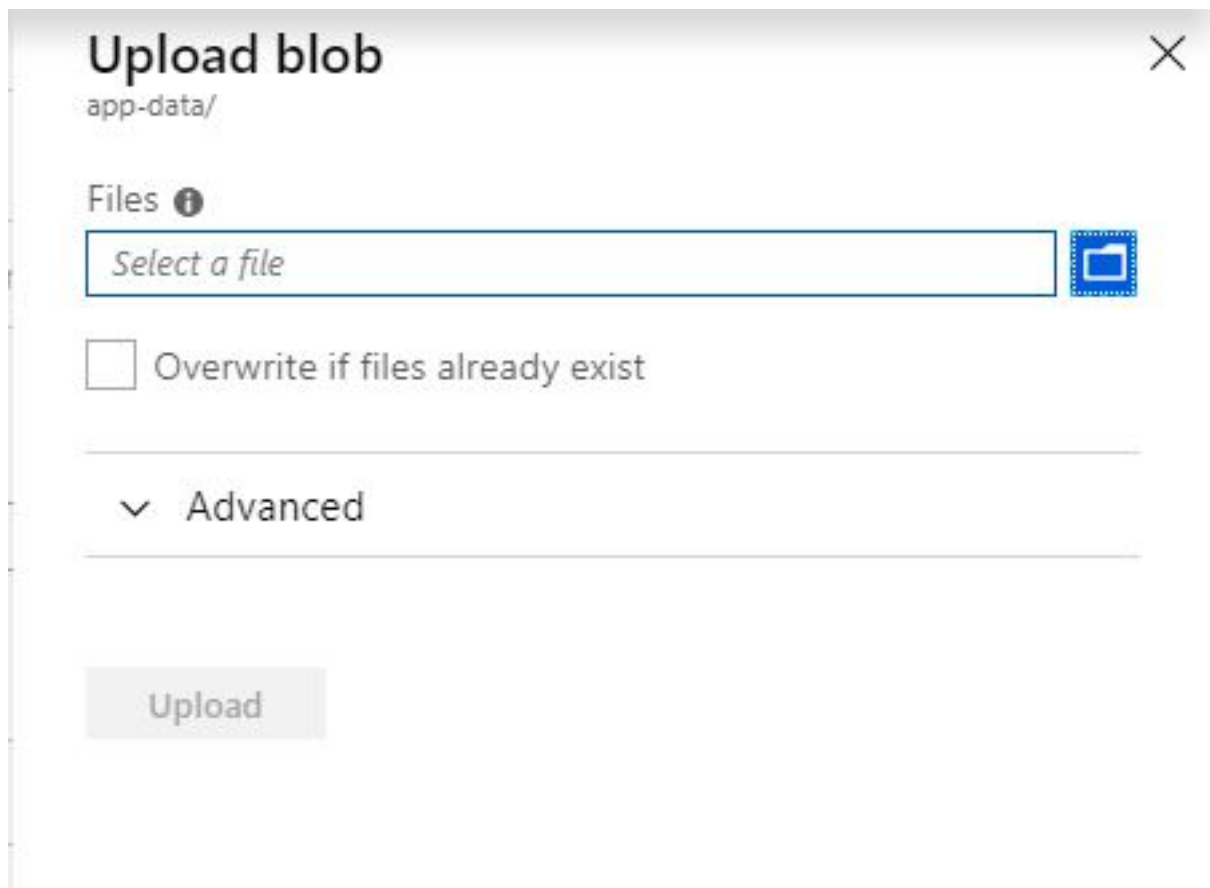 Upload blob
app-data/
Files
Select a file
Overwrite if files already exist
Advanced
Upload